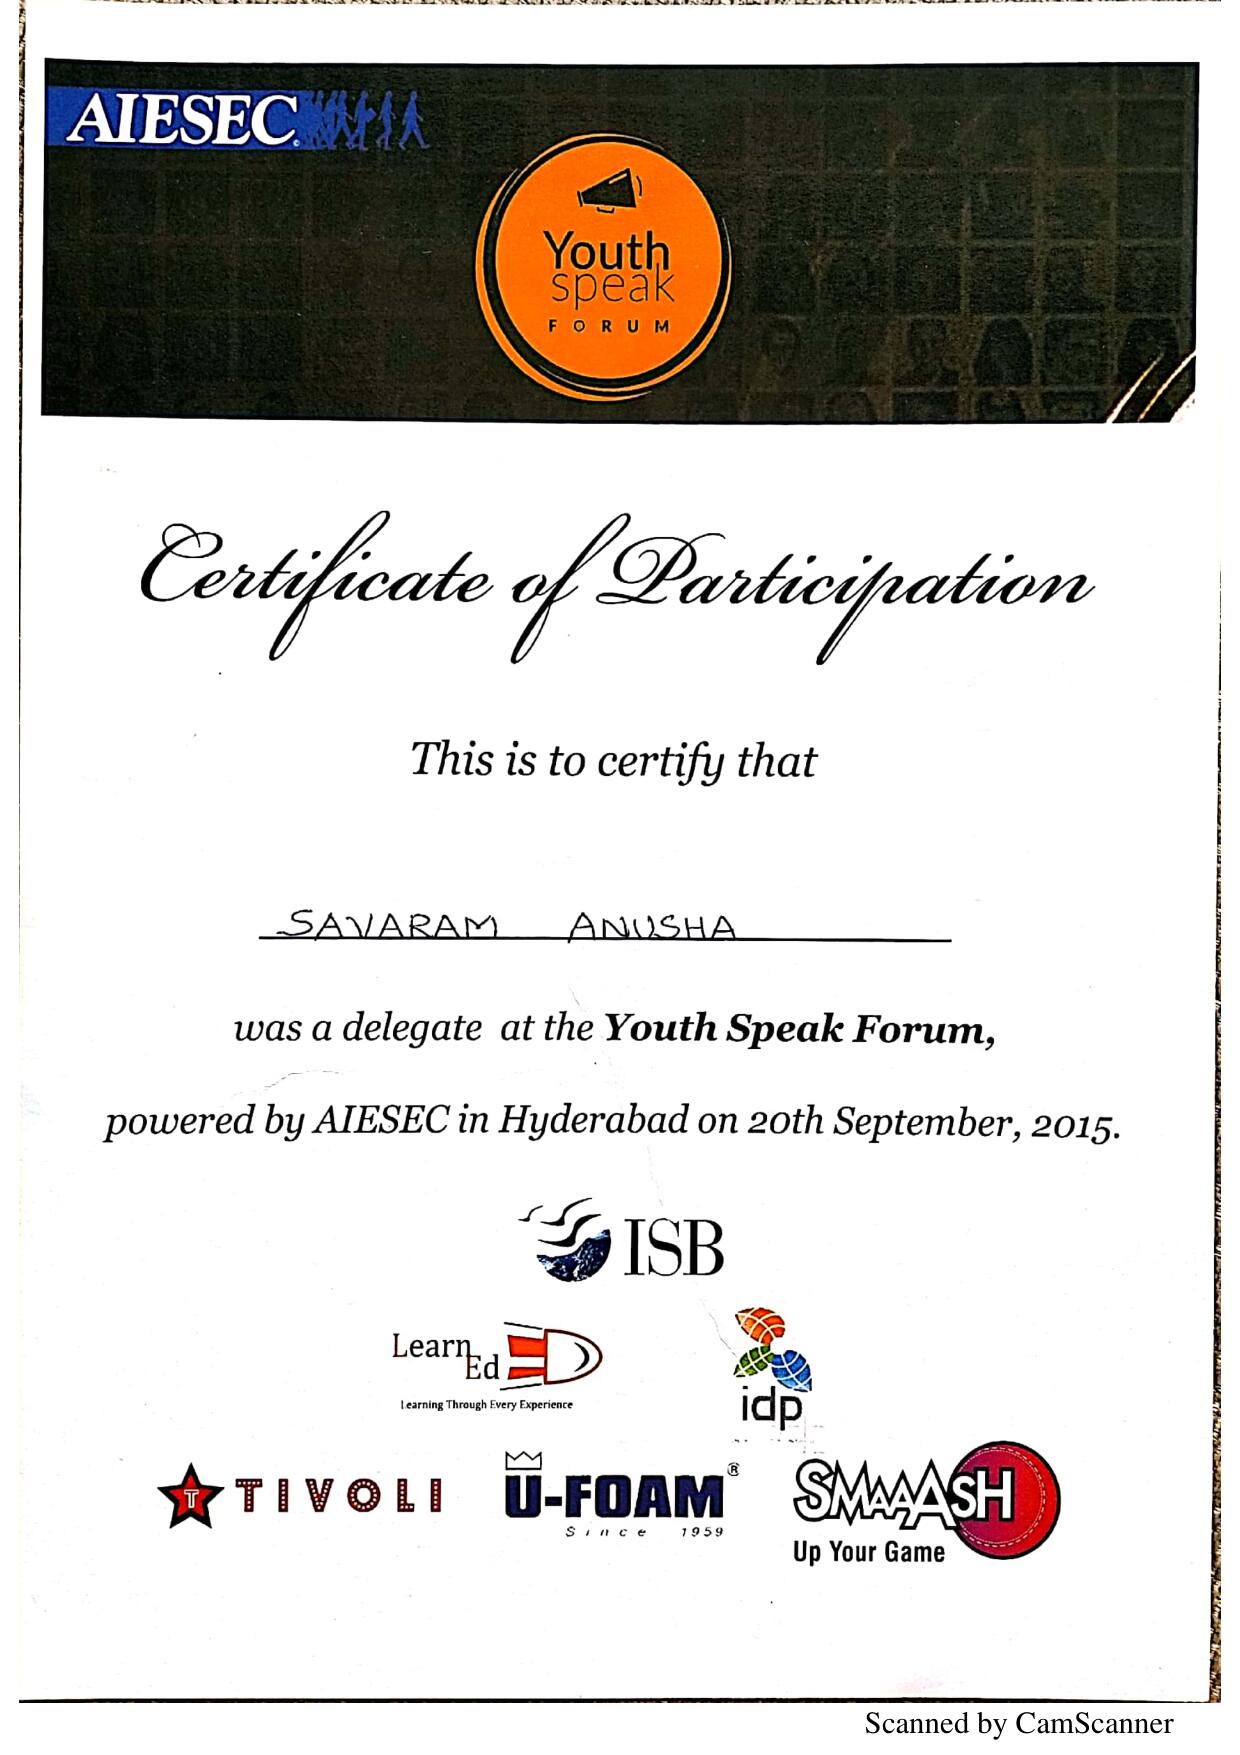 AIESEC
Youth
speak
FORUM
Certificate of Participation
This is to certify that
SAVARAM ANUSHA
was a delegate at the Youth Speak Forum,
powered by AIESEC in Hyderabad on 20th September, 2015.
ISB
Learn
Ed
Learning Through Every Experience
idp
T TIVOLI
U-FOAM®
Since 1959
SMAAASH
Up Your Game
Scanned by CamScanner